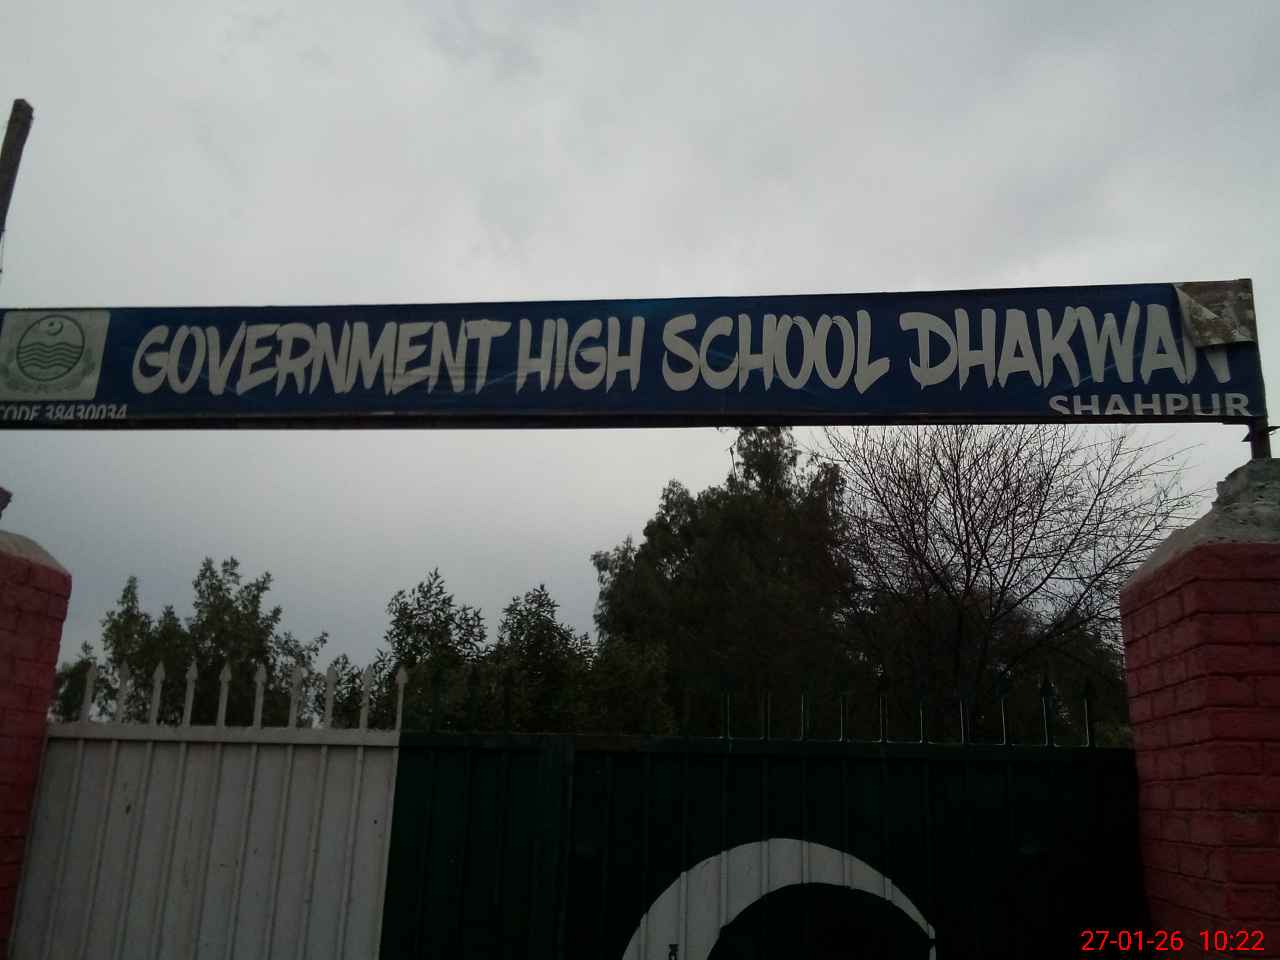 GOVERNMENT HIGH SCHOOL DHAKWAN
SHAHPUR
CODE 38430034
27-01-26 10:22